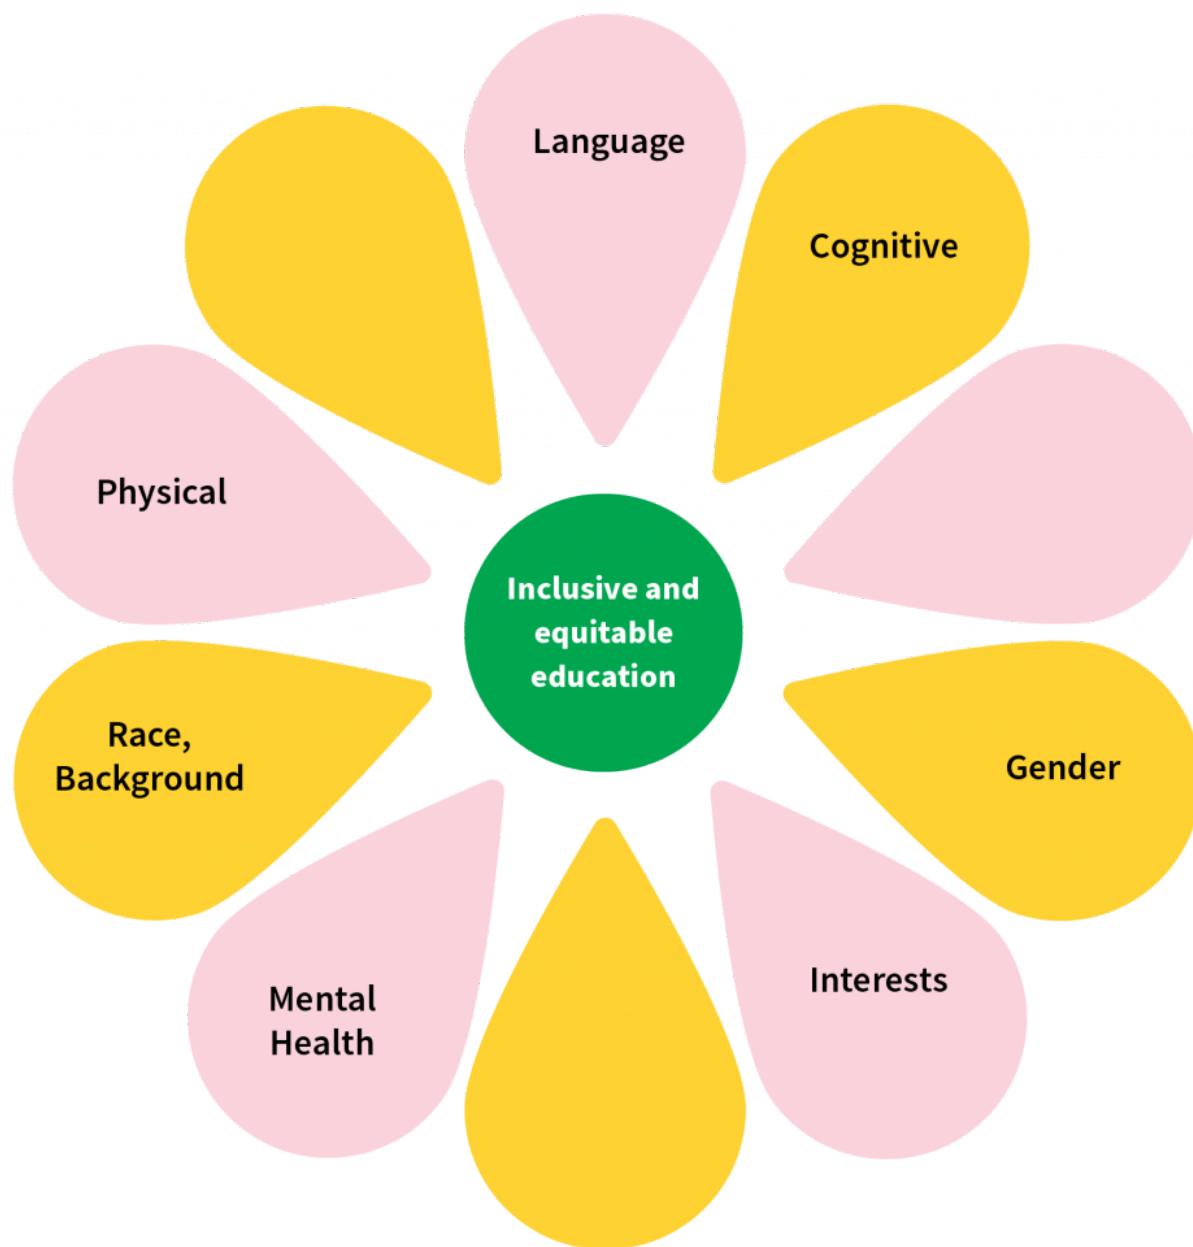 Language
Cognitive
Physical
Inclusive and
equitable
education
Race,
Background
Gender
Interests
Mental
Health